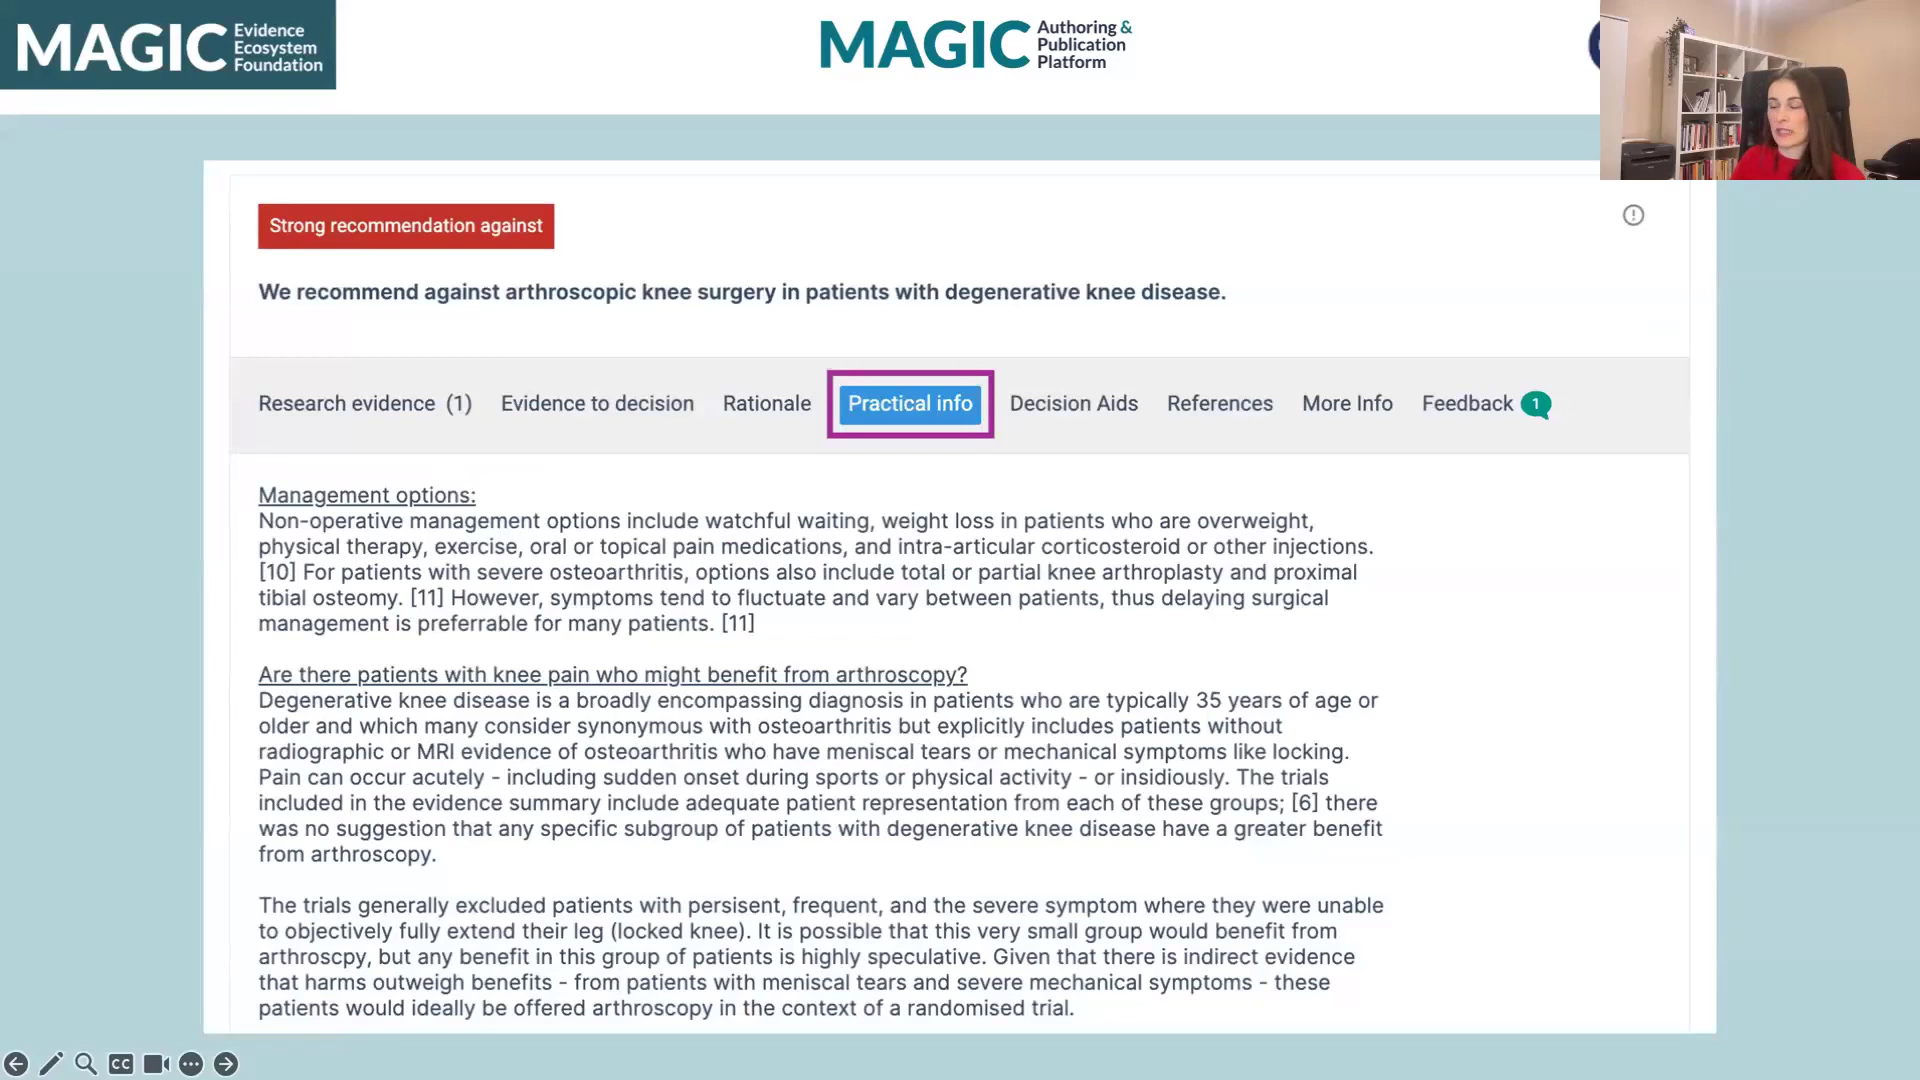 MAGIC Evidence
Ecosystem
Foundation
MAGIC Authoring &
Publication
Platform
Strong recommendation against
We recommend against arthroscopic knee surgery in patients with degenerative knee disease.
Research evidence (1) Evidence to decision Rationale Practical info Decision Aids References More Info Feedback 1
Management options:
Non-operative management options include watchful waiting, weight loss in patients who are overweight,
physical therapy, exercise, oral or topical pain medications, and intra-articular corticosteroid or other injections.
[10] For patients with severe osteoarthritis, options also include total or partial knee arthroplasty and proximal
tibial osteomy. [11] However, symptoms tend to fluctuate and vary between patients, thus delaying surgical
management is preferrable for many patients. [11]
Are there patients with knee pain who might benefit from arthroscopy?
Degenerative knee disease is a broadly encompassing diagnosis in patients who are typically 35 years of age or
older and which many consider synonymous with osteoarthritis but explicitly includes patients without
radiographic or MRI evidence of osteoarthritis who have meniscal tears or mechanical symptoms like locking.
Pain can occur acutely - including sudden onset during sports or physical activity - or insidiously. The trials
included in the evidence summary include adequate patient representation from each of these groups; [6] there
was no suggestion that any specific subgroup of patients with degenerative knee disease have a greater benefit
from arthroscopy.
The trials generally excluded patients with persisent, frequent, and the severe symptom where they were unable
to objectively fully extend their leg (locked knee). It is possible that this very small group would benefit from
arthroscpy, but any benefit in this group of patients is highly speculative. Given that there is indirect evidence
that harms outweigh benefits - from patients with meniscal tears and severe mechanical symptoms - these
patients would ideally be offered arthroscopy in the context of a randomised trial.
CC